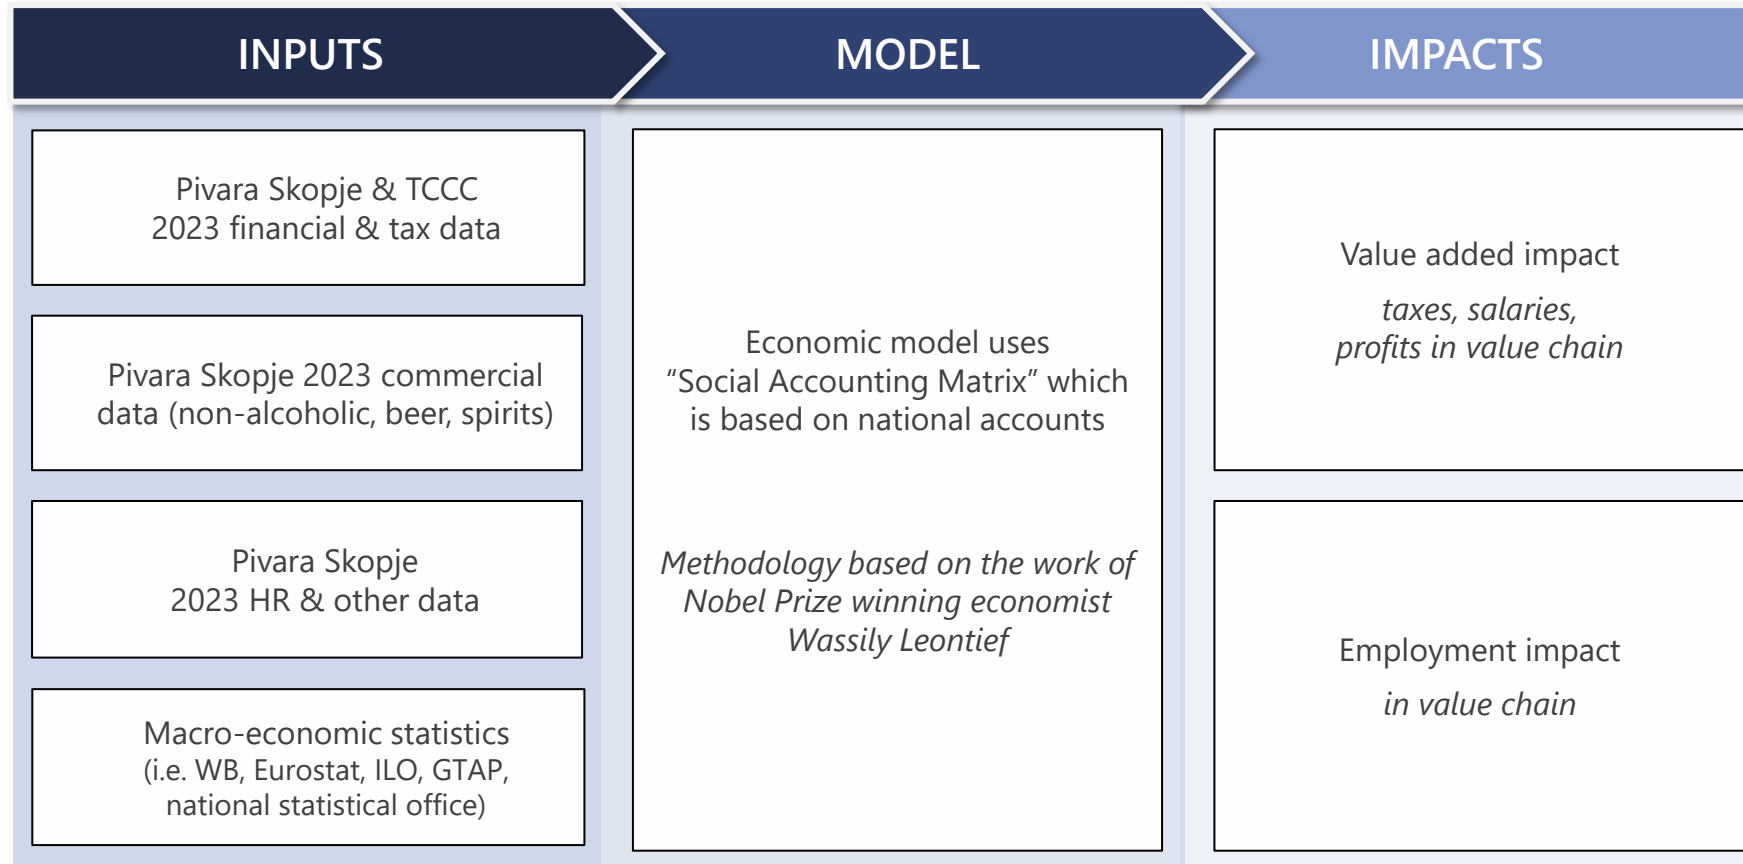 INPUTS
MODEL
IMPACTS
Pivara Skopje & TCCC
2023 financial & tax data
Pivara Skopje 2023 commercial
data (non-alcoholic, beer, spirits)
Pivara Skopje
2023 HR & other data
Macro-economic statistics
(i.e. WB, Eurostat, ILO, GTAP,
national statistical office)
Economic model uses
“Social Accounting Matrix” which
is based on national accounts
Methodology based on the work of
Nobel Prize winning economist
Wassily Leontief
Value added impact
taxes, salaries,
profits in value chain
Employment impact
in value chain